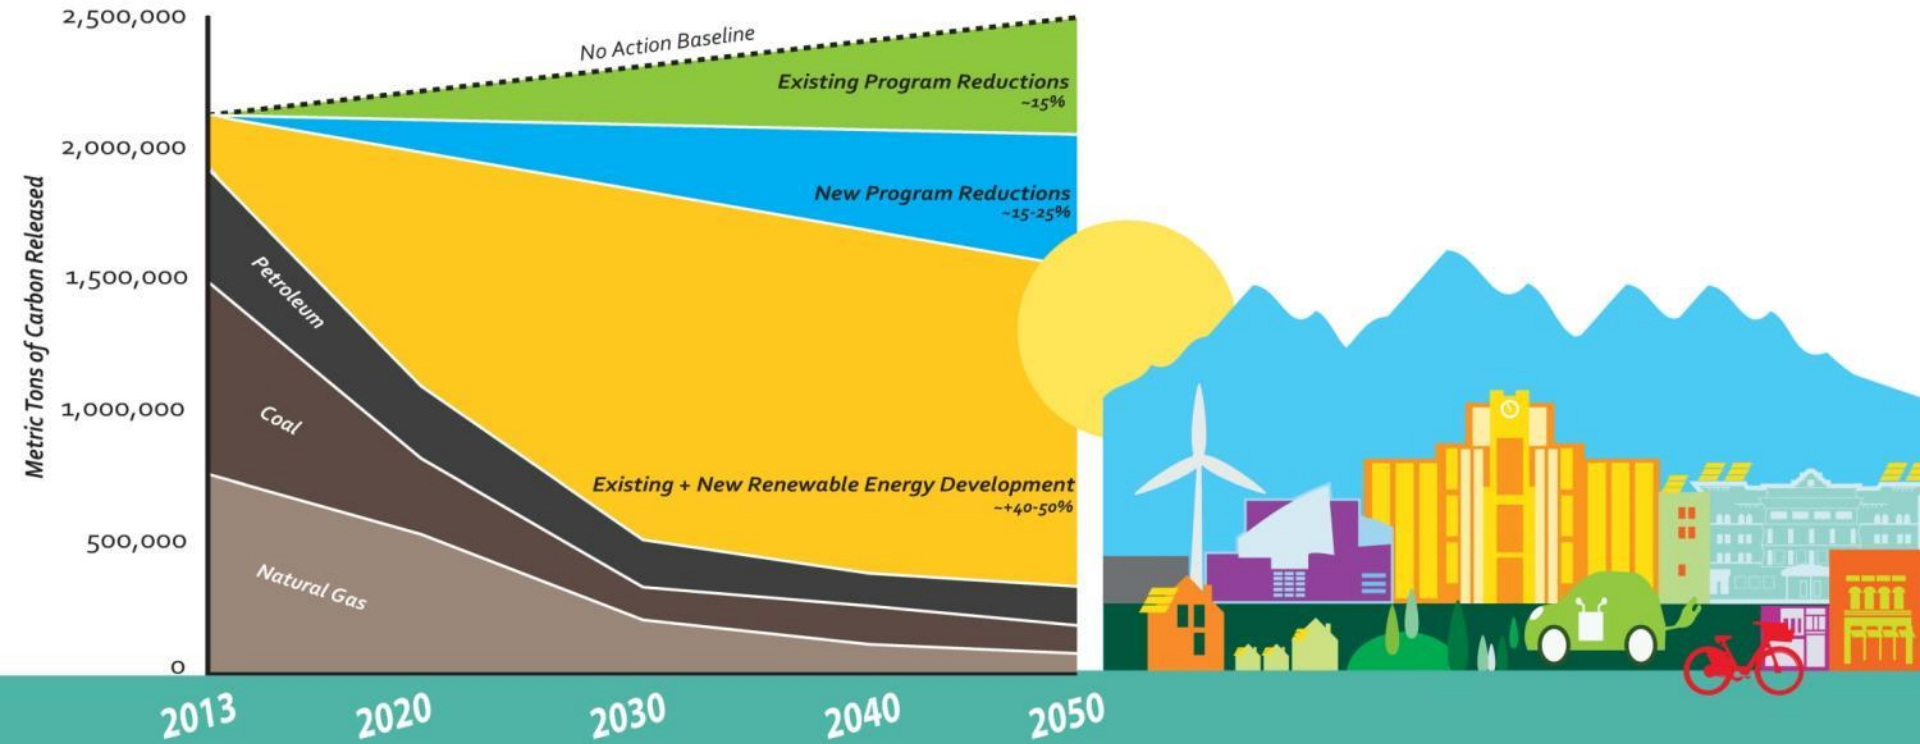 2,500,000
2,000,000
1,500,000
1,000,000
500,000
0
Metric Tons of Carbon Released
No Action Baseline
Existing Program Reductions
~15%
New Program Reductions
~15-25%
Existing + New Renewable Energy Development
~+40-50%
Petroleum
Coal
Natural Gas
2013
2020
2030
2040
2050